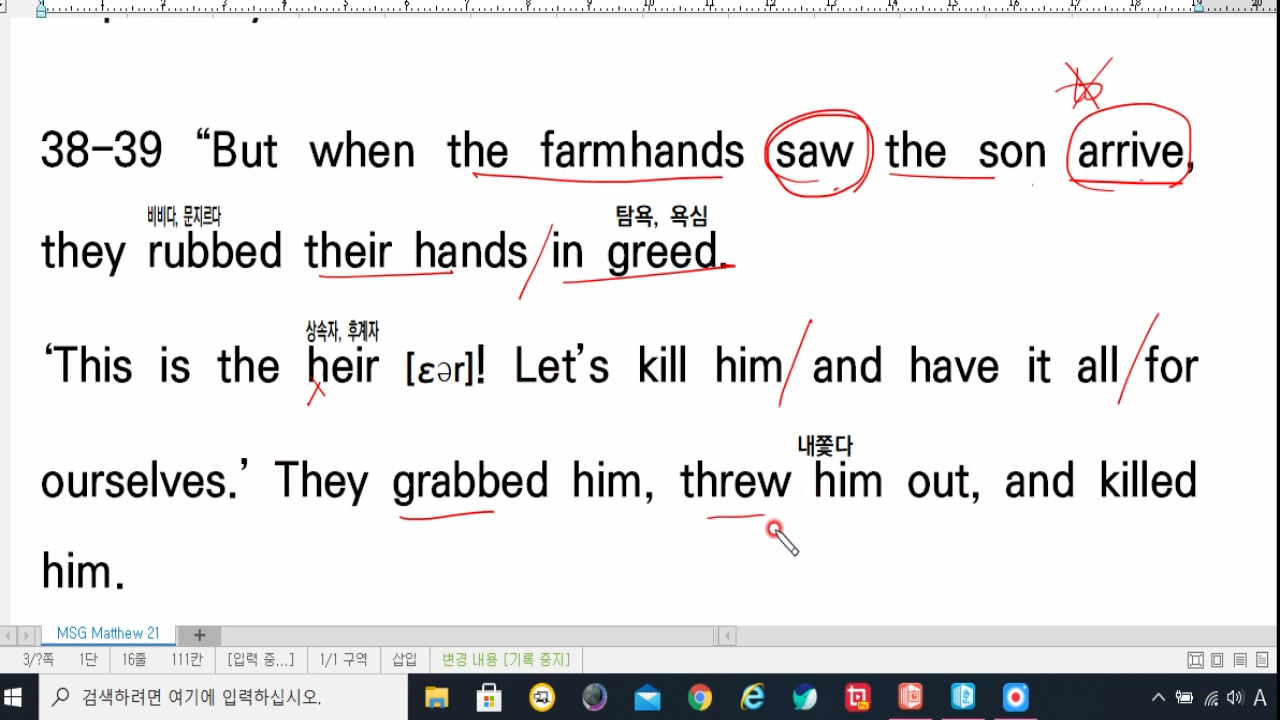 38-39 “But when the farmhands saw the son arrive,
비비다, 문지르다 탐욕, 욕심
they rubbed their hands in greed.
상속자, 후계자
‘This is the heir [ɛər]! Let’s kill him and have it all for
내쫓다
ourselves.’ They grabbed him, threw him out, and killed
him.
MSG Matthew 21
3/?쪽 1단 16줄 111칸 [입력 중...] 1/1 구역 삽입 변경 내용 [기록 중지]
검색하려면 여기에 입력하십시오. A